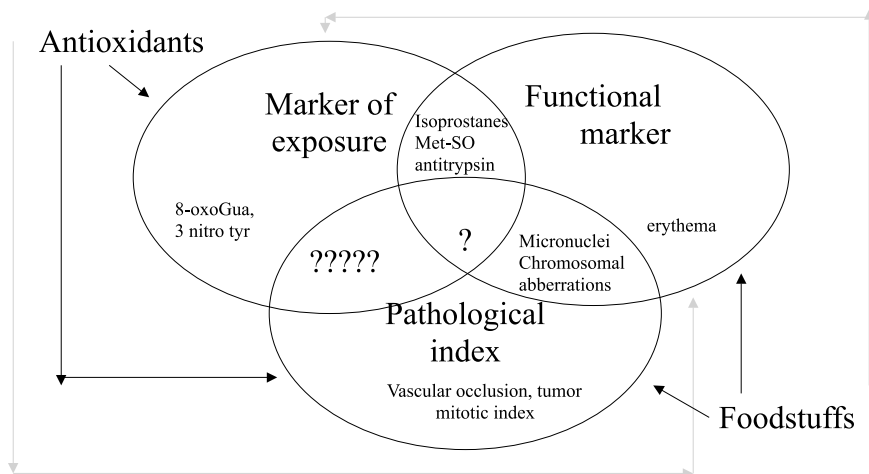 Antioxidants
Marker of
exposure
Functional
marker
Isoprostanes
Met-SO
antitrypsin
8-oxoGua,
3 nitro tyr
erythema
?????
?
Micronuclei
Chromosomal
abberrations
Pathological
index
Vascular occlusion, tumor
mitotic index
Foodstuffs